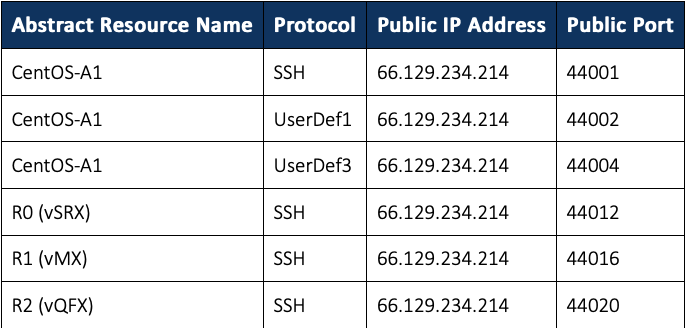 Abstract Resource Name Protocol Public IP Address Public Port
CentOS-A1 SSH 66.129.234.214 44001
CentOS-A1 UserDef1 66.129.234.214 44002
CentOS-A1 UserDef3 66.129.234.214 44004
R0 (vSRX) SSH 66.129.234.214 44012
R1 (vMX) SSH 66.129.234.214 44016
R2 (vQFX) SSH 66.129.234.214 44020